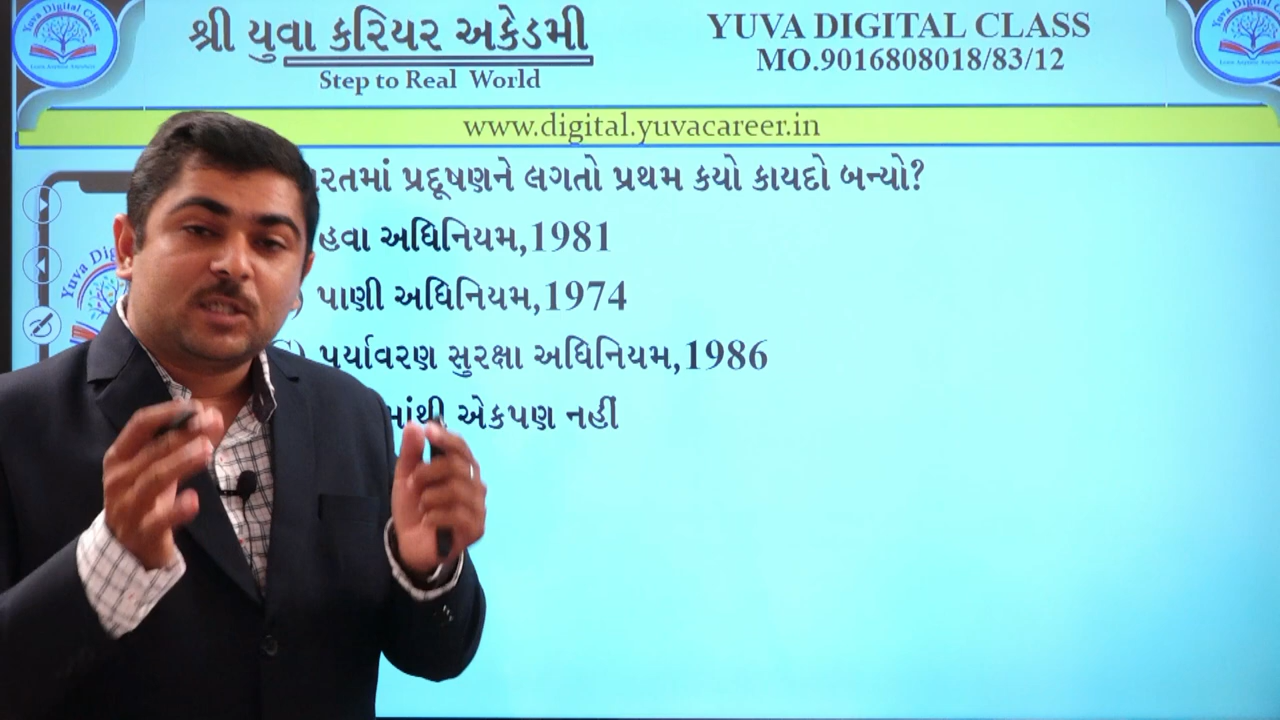 શ્રી યુવા કરિયર અકેડમી
Step to Real World
YUVA DIGITAL CLASS
MO.9016808018/83/12
www.digital.yuvacareer.in
પ્રદૂષણને લગતો પ્રથમ કયો કાયદો બન્યો?
હવા અધિનિયમ,1981
પાણી અધિનિયમ,1974
પર્યાવરણ સુરક્ષા અધિનિયમ,1986
એકપણ નહીં